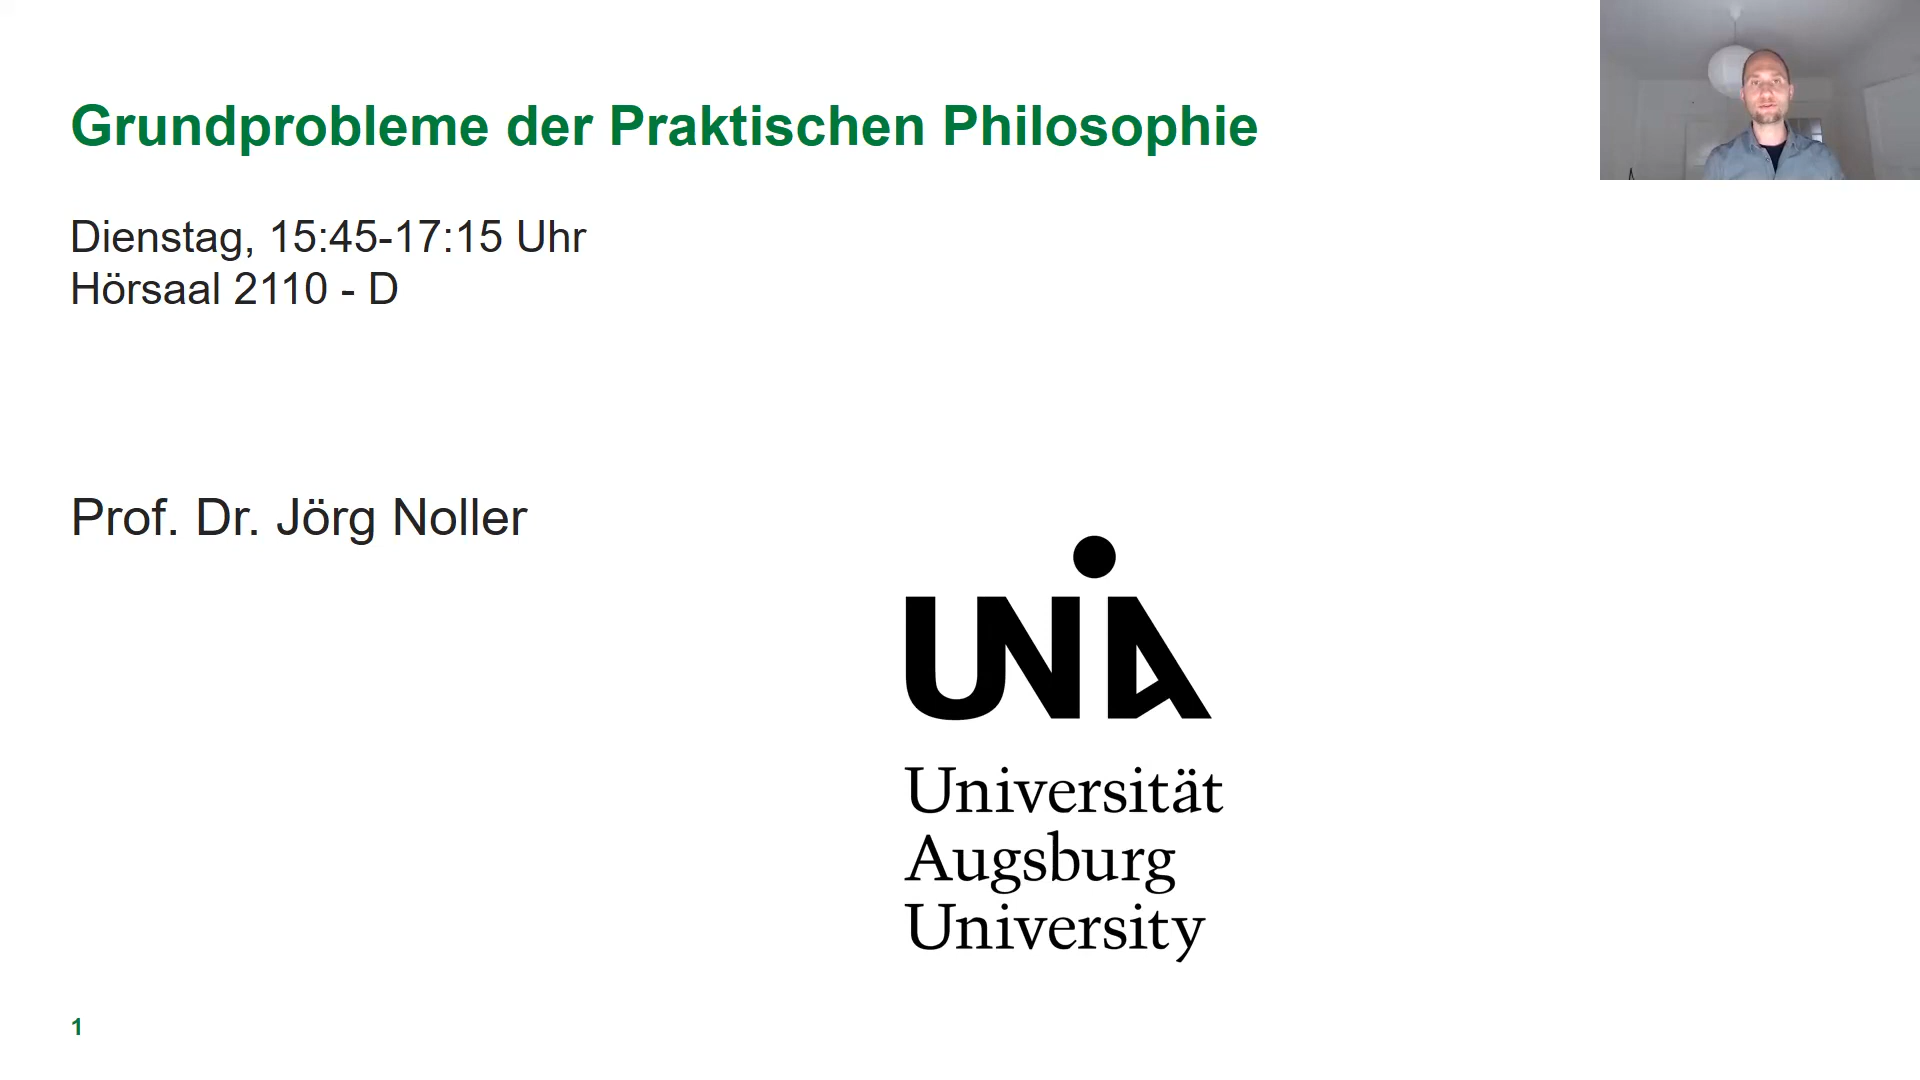 Grundprobleme der Praktischen Philosophie
Dienstag, 15:45-17:15 Uhr
Hörsaal 2110 - D
Prof. Dr. Jörg Noller
UNIA
Universität
Augsburg
University
1